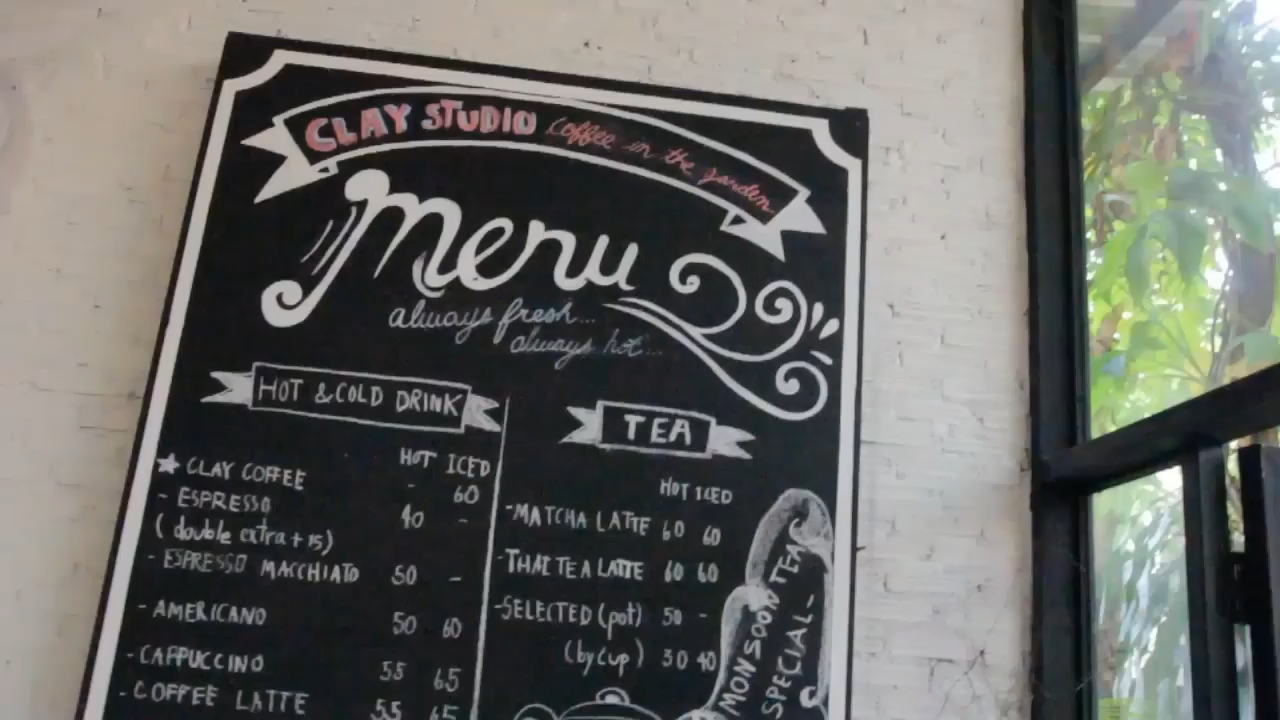 CLAY STUDIO coffee in the garden
menu
always fresh...
always hot...
HOT & COLD DRINK
HOT ICED
★ CLAY COFFEE - 60
- ESPRESSO 40 -
( double extra + 15)
- ESPRESSO MACCHIATO 50 -
- AMERICANO 50 60
- CAPPUCCINO 55 65
- COFFEE LATTE 55 65
TEA
HOT ICED
- MATCHA LATTE 60 60
- THAI TEA LATTE 60 60
- SELECTED (pot) 50 -
(by cup) 30 40
MONSOON TEA
SPECIAL-